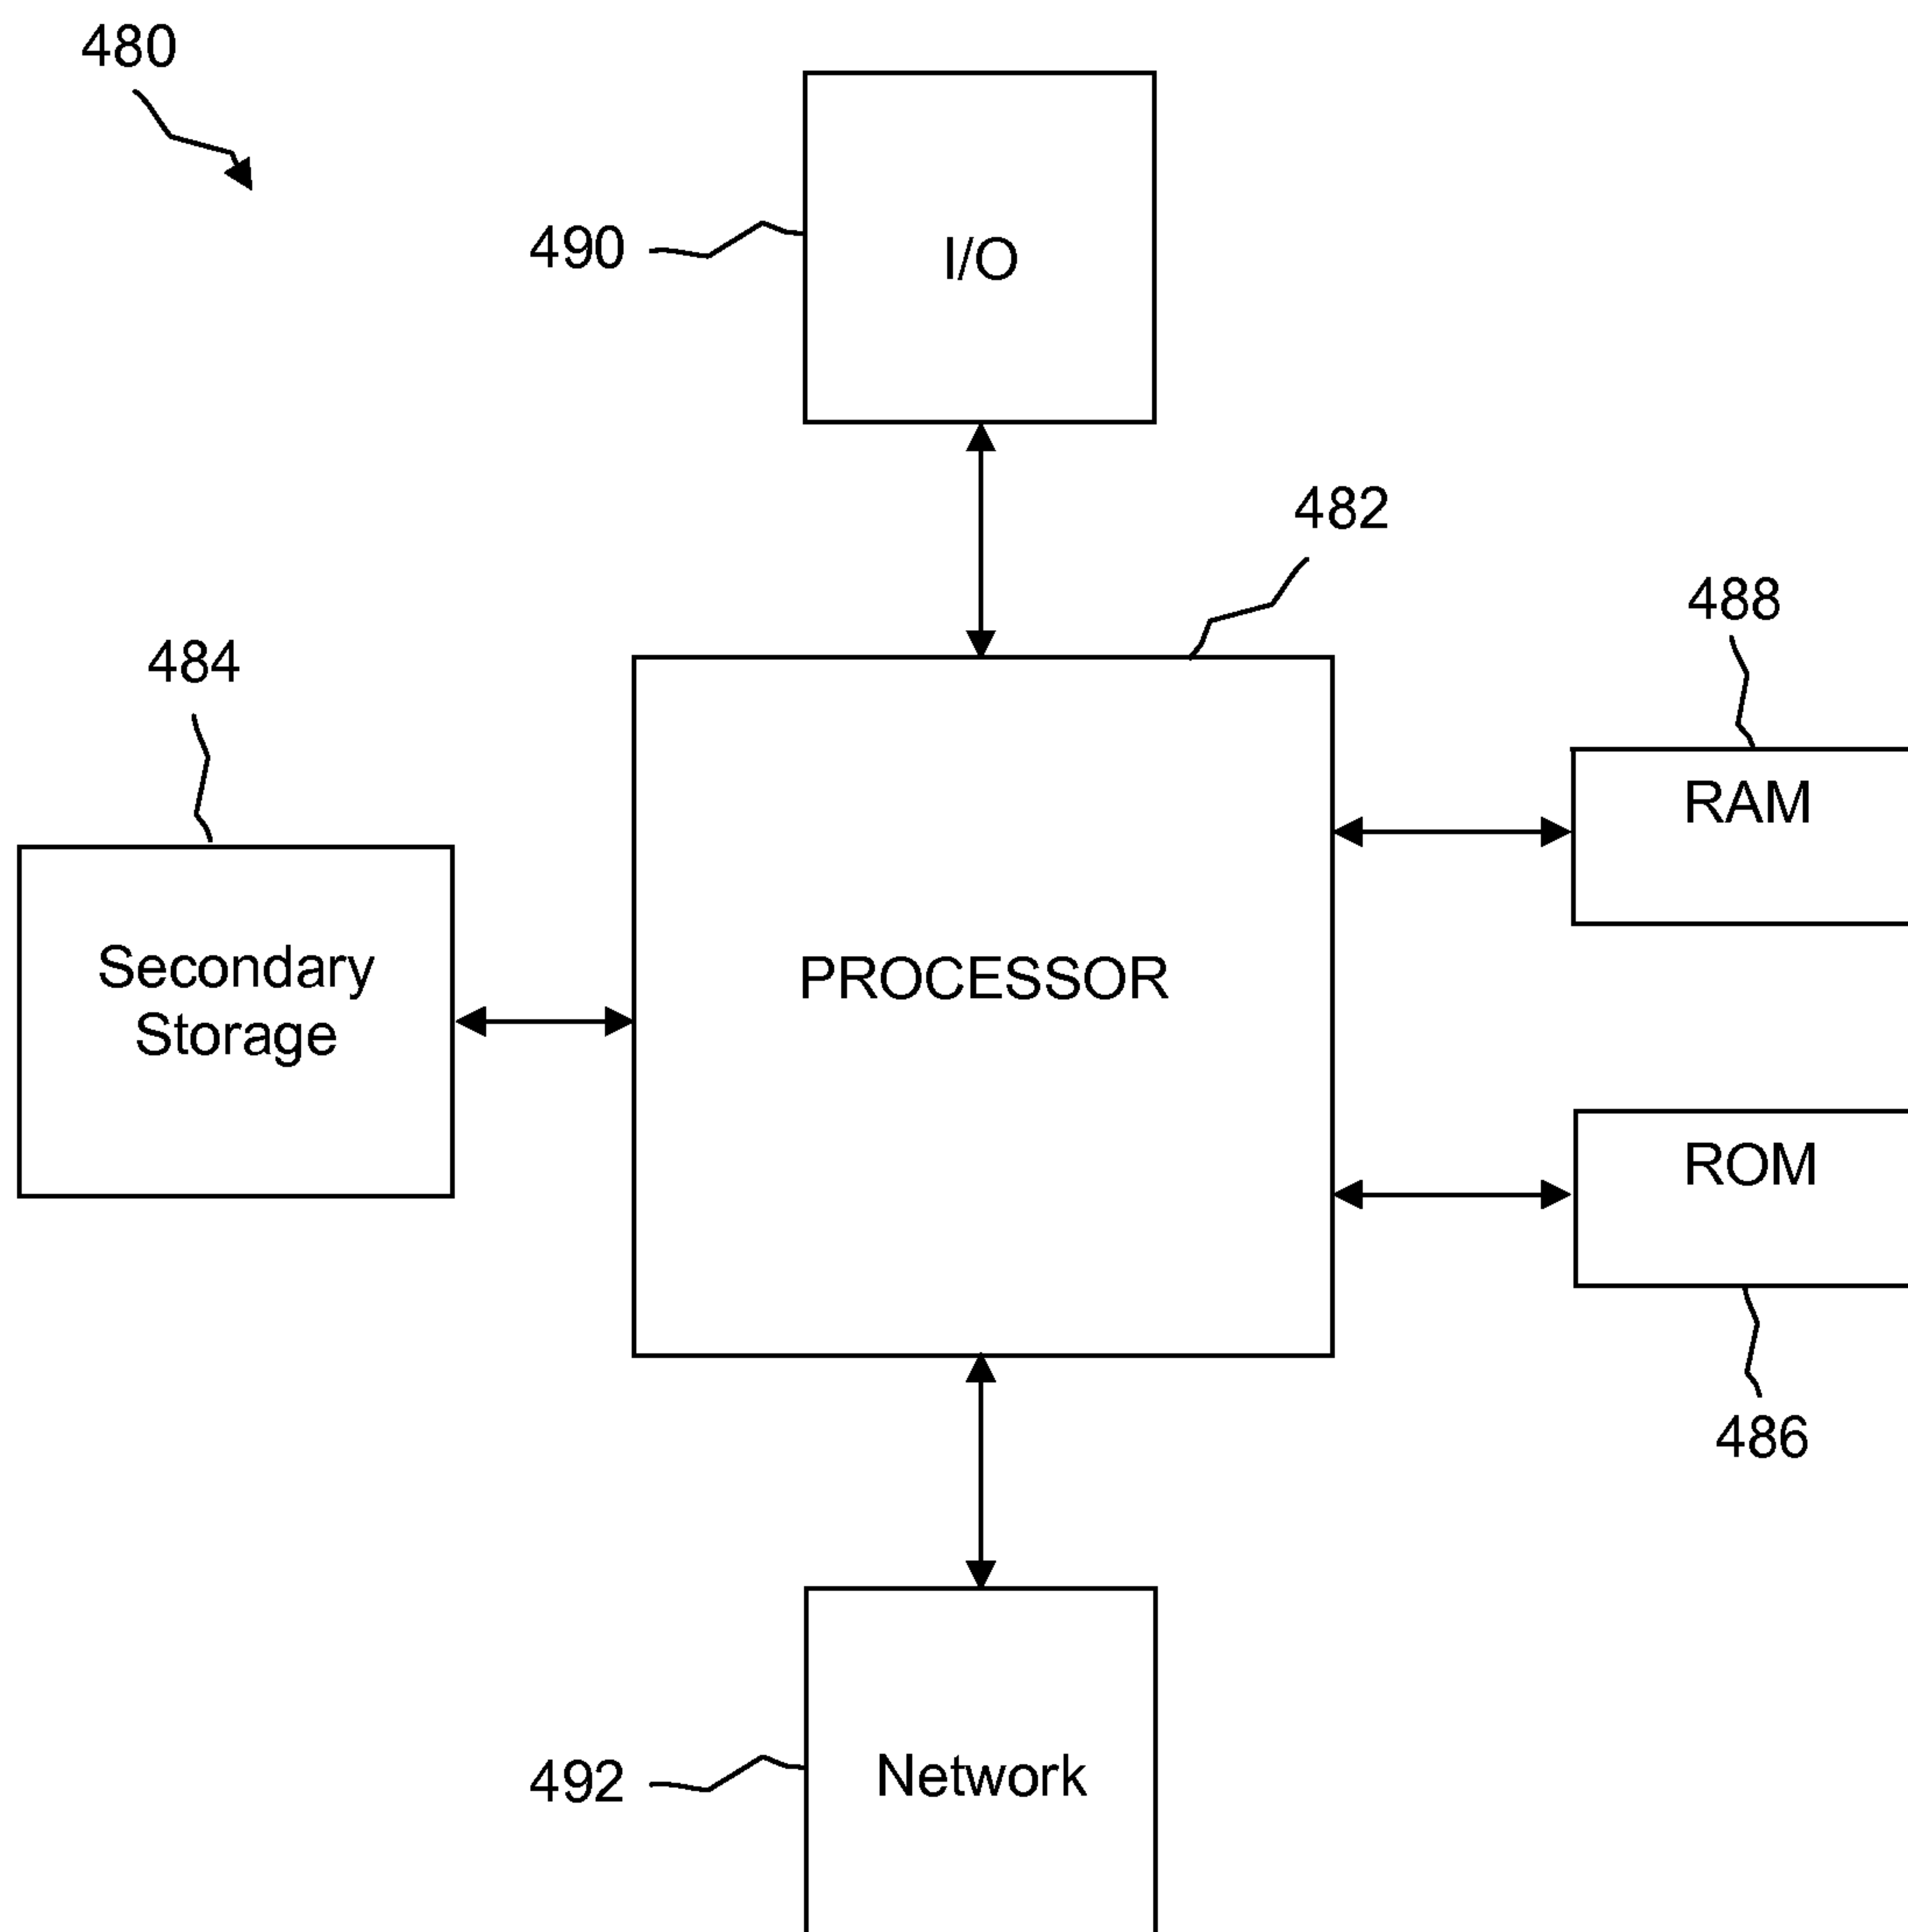 480
490
I/O
482
488
484
RAM
Secondary
Storage
PROCESSOR
ROM
486
492
Network